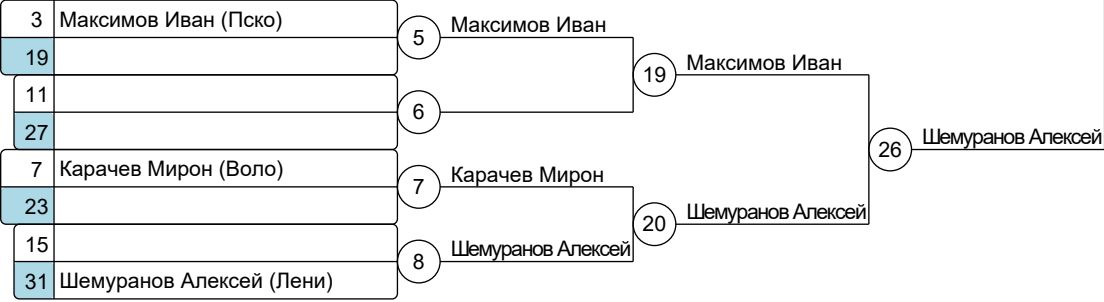 3 Максимов Иван (Пско)
19
11
27
7 Карачев Мирон (Воло)
23
15
31 Шемуранов Алексей (Лени)
5 Максимов Иван
6
7 Карачев Мирон
8 Шемуранов Алексей
19 Максимов Иван
20 Шемуранов Алексей
26 Шемуранов Алексей